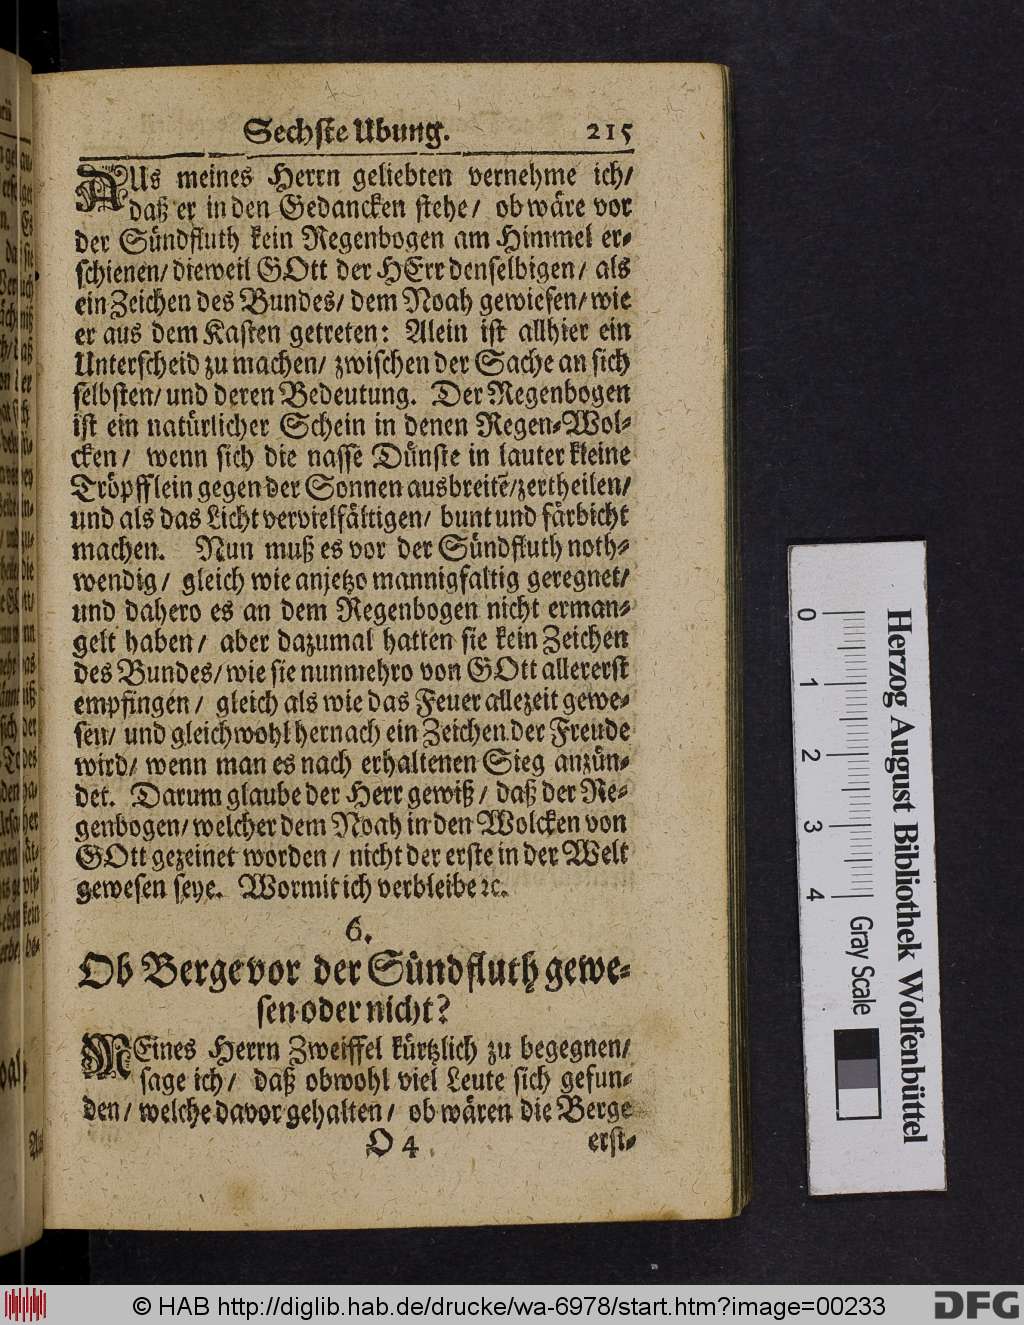 Sechste Ubung. 215
AUs meines Herrn geliebten vernehme ich/
daß er in den Gedancken stehe/ ob wäre vor
der Sündfluth kein Regenbogen am Himmel er-
schienen/ dieweil GOtt der HErr denselbigen/ als
ein Zeichen des Bundes/ dem Noah gewiesen/ wie
er aus dem Kasten getreten: Alein ist allhier ein
Unterscheid zu machen/ zwischen der Sache an sich
selbsten/ und deren Bedeutung. Der Regenbogen
ist ein natürlicher Schein in denen Regen-Wol-
cken/ wenn sich die nasse Dünste in lauter kleine
Tröpfflein gegen der Sonnen ausbreitē/ zertheilen/
und als das Licht vervielfältigen/ bunt und färbicht
machen. Nun muß es vor der Sündfluth noth-
wendig/ gleich wie anjetzo mannigfaltig geregnet/
und dahero es an dem Regenbogen nicht erman-
gelt haben/ aber dazumal hatten sie kein Zeichen
des Bundes/ wie sie nunmehro von GOtt allererst
empfingen/ gleich als wie das Feuer allezeit gewe-
sen/ und gleichwohl hernach ein Zeichen der Freude
wird/ wenn man es nach erhaltenen Sieg anzün-
det. Darum glaube der Herr gewiß/ daß der Re-
genbogen/ welcher dem Noah in den Wolcken von
GOtt gezeinet worden/ nicht der erste in der Welt
gewesen seye. Wormit ich verbleibe ꝛc.
6.
Ob Berge vor der Sündfluth gewe-
sen oder nicht?
MEines Herrn Zweiffel kürtzlich zu begegnen/
sage ich/ daß obwohl viel Leute sich gefun-
den/ welche davor gehalten/ ob wären die Berge
O 4 erst-
0 1 2 3 4
Gray Scale
Herzog August Bibliothek Wolfenbüttel
© HAB http://diglib.hab.de/drucke/wa-6978/start.htm?image=00233
DFG